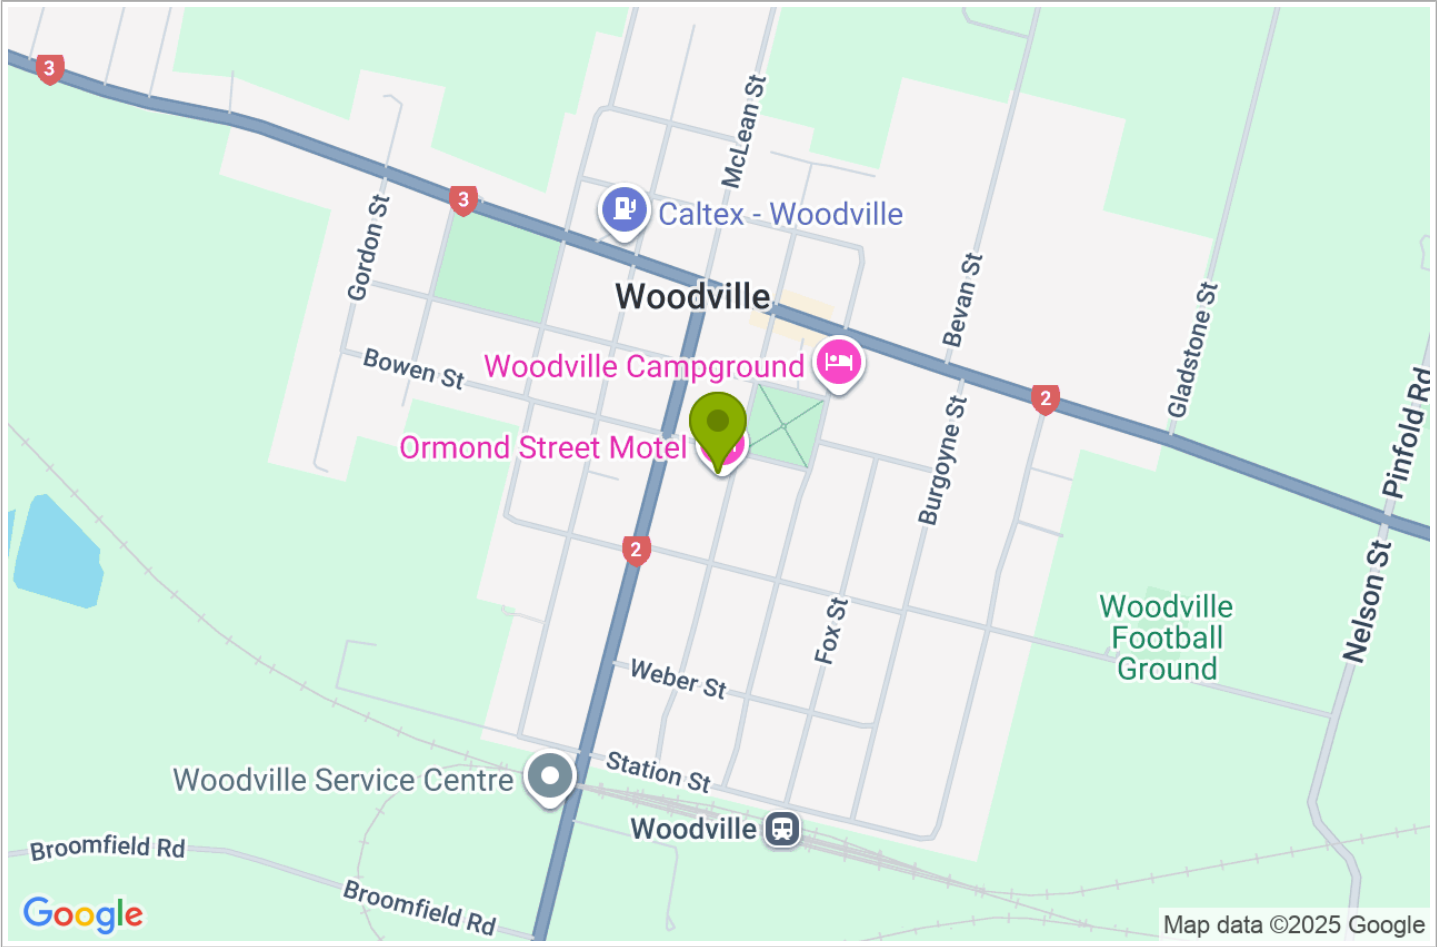 3
McLean St
3
Gordon St
Caltex - Woodville
Woodville
Bevan St
Gladstone St
Bowen St
Woodville Campground
2
Pinfold Rd
Ormond Street Motel
Burgoyne St
2
Nelson St
Fox St
Woodville
Football
Ground
Weber St
Station St
Woodville Service Centre
Woodville
Broomfield Rd
Broomfield Rd
Google
Map data ©2025 Google